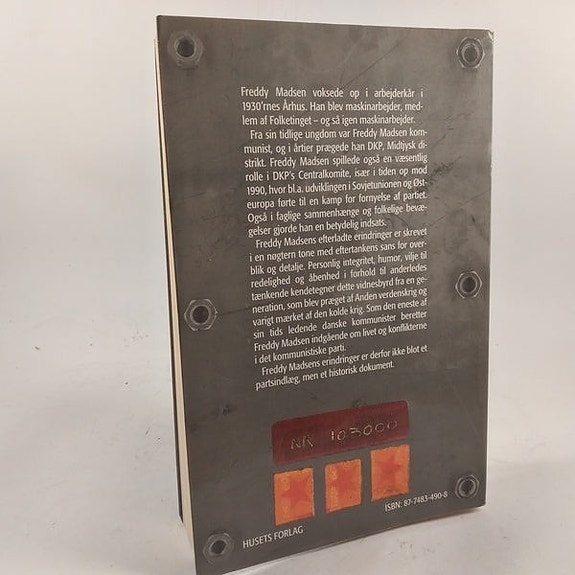 Freddy Madsen voksede op i arbejderkår i
1930'rnes Århus. Han blev maskinarbejder, med-
lem af Folketinget – og så igen maskinarbejder.
Fra sin tidlige ungdom var Freddy Madsen kom-
munist, og i årtier prægede han DKP, Midtjysk di-
strikt. Freddy Madsen spillede også en væsentlig
rolle i DKP's Centralkomite, især i tiden op mod
1990, hvor bl.a. udviklingen i Sovjetunionen og Øst-
europa førte til en kamp for fornyelse af partiet.
Også i faglige sammenhænge og folkelige bevæ-
gelser gjorde han en betydelig indsats.
Freddy Madsens efterladte erindringer er skrevet
i en nøgtern tone med eftertankens sans for over-
blik og detalje. Personlig integritet, humor, vilje til
redelighed og åbenhed i forhold til anderledes
tænkende kendetegner dette vidnesbyrd fra en ge-
neration, som blev præget af Anden verdenskrig og
varigt mærket af den kolde krig. Som den eneste af
sin tids ledende danske kommunister beretter
Freddy Madsen indgående om livet og konflikterne
i det kommunistiske parti.
Freddy Madsens erindringer er derfor ikke blot et
partsindlæg, men et historisk dokument.
NR 103000
HUSETS FORLAG
ISBN: 87-7483-490-8